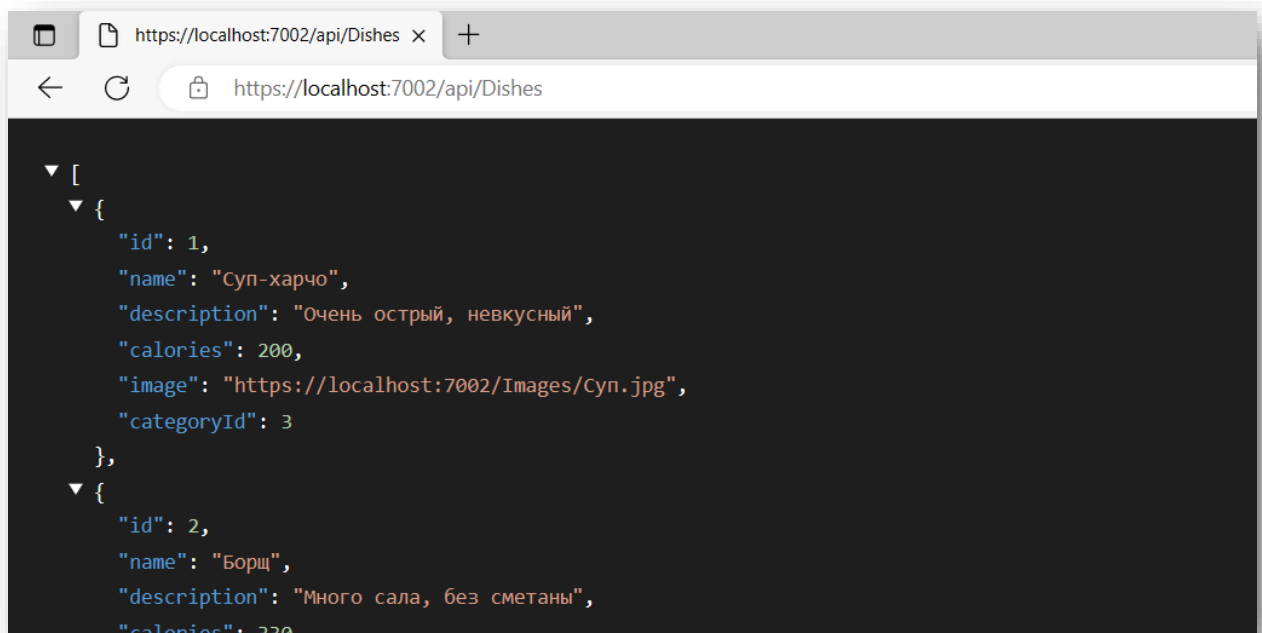 https://localhost:7002/api/Dishes
https://localhost:7002/api/Dishes
[
{
"id": 1,
"name": "Суп-харчо",
"description": "Очень острый, невкусный",
"calories": 200,
"image": "https://localhost:7002/Images/Суп.jpg",
"categoryId": 3
},
{
"id": 2,
"name": "Борщ",
"description": "Много сала, без сметаны",
"calories": 330